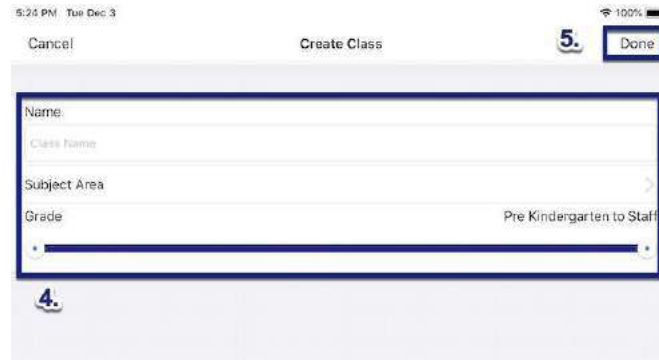 5:24 PM Tue Dec 3 100%
Cancel Create Class 5. Done
Name
Class Name
Subject Area
Grade Pre Kindergarten to Staff
4.